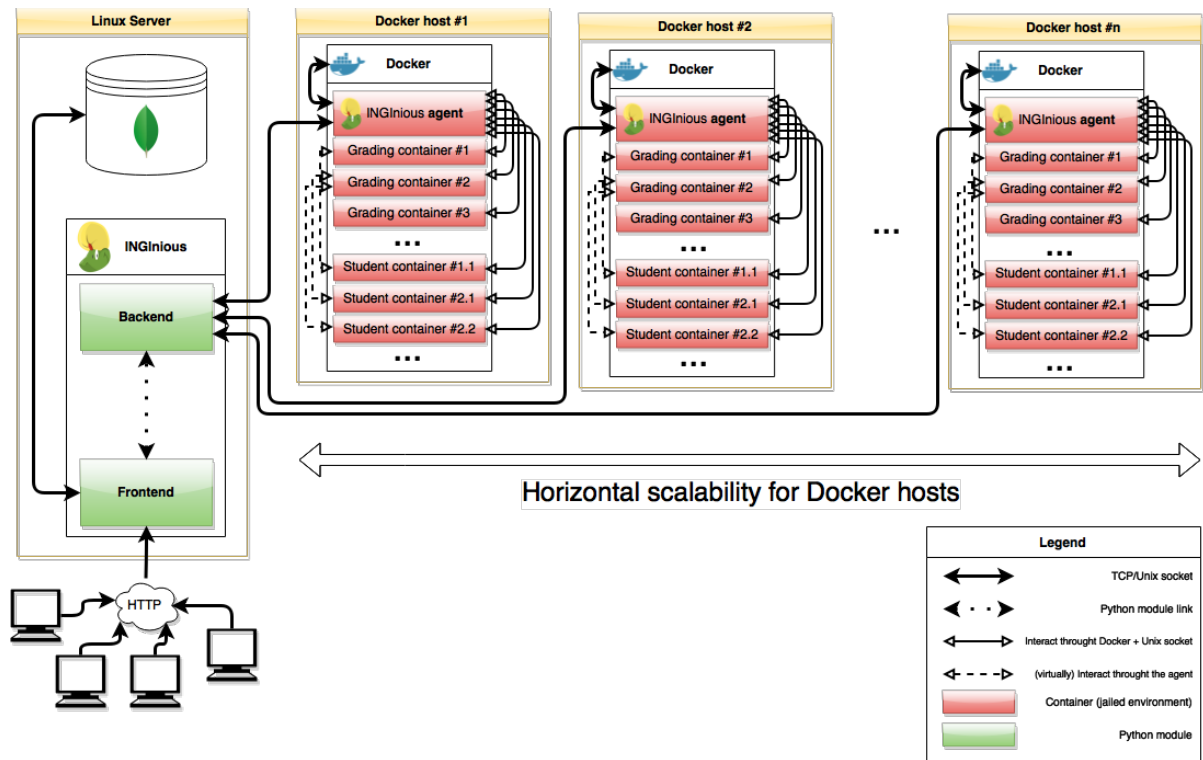 Linux Server
INGInious
Backend
Frontend
HTTP
Docker host #1
Docker
INGInious agent
Grading container #1
Grading container #2
Grading container #3
...
Student container #1.1
Student container #2.1
Student container #2.2
...
Docker host #2
Docker
INGInious agent
Grading container #1
Grading container #2
Grading container #3
...
Student container #1.1
Student container #2.1
Student container #2.2
...
...
Docker host #n
Docker
INGInious agent
Grading container #1
Grading container #2
Grading container #3
...
Student container #1.1
Student container #2.1
Student container #2.2
...
Horizontal scalability for Docker hosts
Legend
TCP/Unix socket
Python module link
Interact throught Docker + Unix socket
(virtually) Interact throught the agent
Container (jailed environment)
Python module